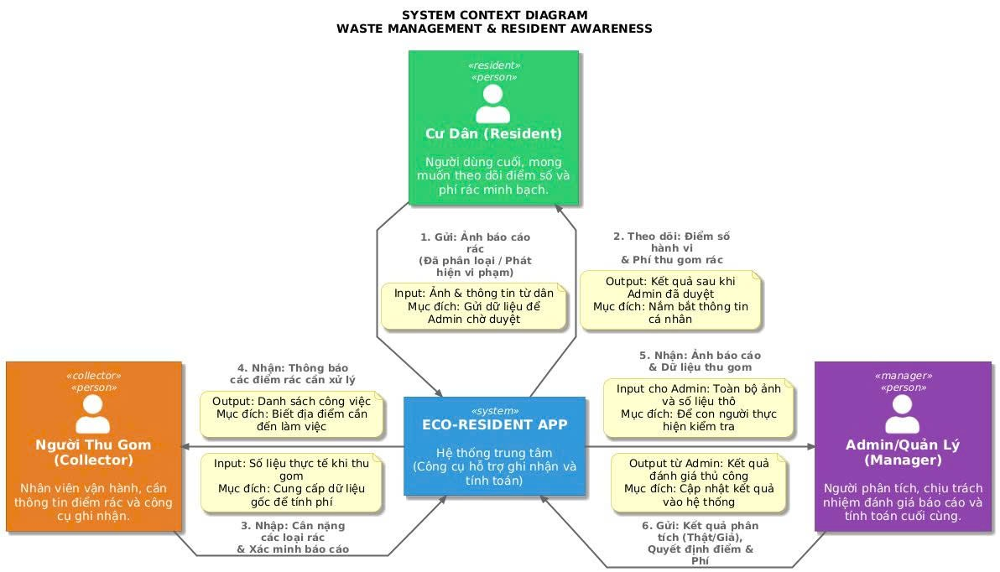 SYSTEM CONTEXT DIAGRAM
WASTE MANAGEMENT & RESIDENT AWARENESS
«resident»
«person»
Cư Dân (Resident)
Người dùng cuối, mong
muốn theo dõi điểm số và
phí rác minh bạch.
1. Gửi: Ảnh báo cáo
rác
(Đã phân loại / Phát
hiện vi phạm)
Input: Ảnh & thông tin từ dân
Mục đích: Gửi dữ liệu để
Admin chờ duyệt
2. Theo dõi: Điểm số
hành vi
& Phí thu gom rác
Output: Kết quả sau khi
Admin đã duyệt
Mục đích: Nắm bắt thông tin
cá nhân
«collector»
«person»
Người Thu Gom
(Collector)
Nhân viên vận hành, cần
thông tin điểm rác và công
cụ ghi nhận.
4. Nhận: Thông báo
các điểm rác cần xử lý
Output: Danh sách công việc
Mục đích: Biết địa điểm cần
đến làm việc
Input: Số liệu thực tế khi thu
gom
Mục đích: Cung cấp dữ liệu
gốc để tính phí
3. Nhập: Cân nặng
các loại rác
& Xác minh báo cáo
«system»
ECO-RESIDENT APP
Hệ thống trung tâm
(Công cụ hỗ trợ ghi nhận và
tính toán)
5. Nhận: Ảnh báo cáo
& Dữ liệu thu gom
Input cho Admin: Toàn bộ ảnh
và số liệu thô
Mục đích: Để con người thực
hiện kiểm tra
Output từ Admin: Kết quả
đánh giá thủ công
Mục đích: Cập nhật kết quả
vào hệ thống
6. Gửi: Kết quả phân
tích (Thật/Giả),
Quyết định điểm &
Phí
«manager»
«person»
Admin/Quản Lý
(Manager)
Người phân tích, chịu trách
nhiệm đánh giá báo cáo và
tính toán cuối cùng.